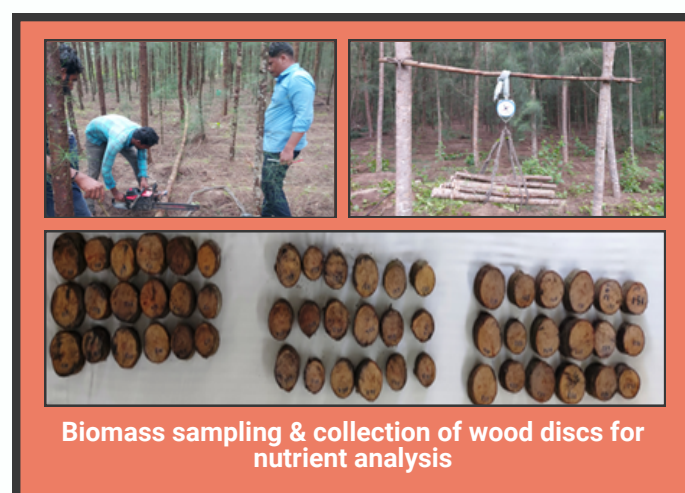 Biomass sampling & collection of wood discs for
nutrient analysis